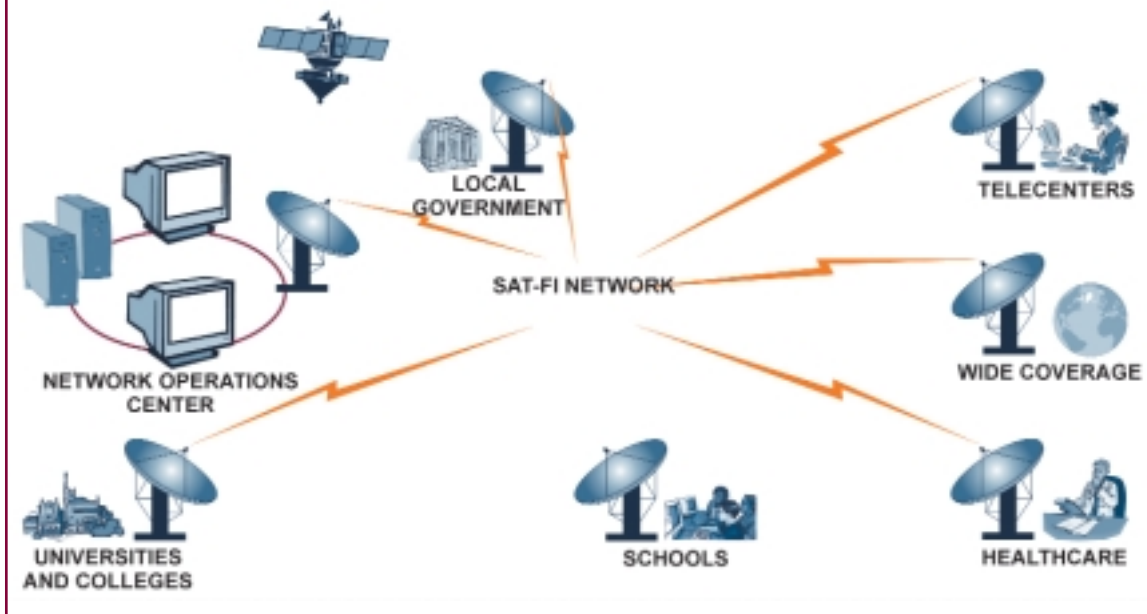 LOCAL
GOVERNMENT
TELECENTERS
SAT-FI NETWORK
WIDE COVERAGE
NETWORK OPERATIONS
CENTER
UNIVERSITIES
AND COLLEGES
SCHOOLS
HEALTHCARE